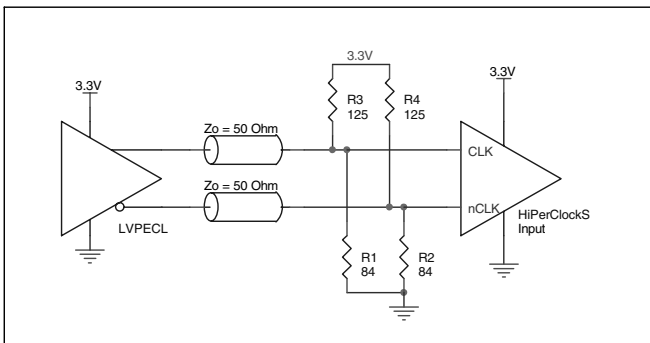 3.3V
3.3V
3.3V
R3
125
R4
125
Zo = 50 Ohm
CLK
Zo = 50 Ohm
nCLK
HiPerClockS
Input
LVPECL
R1
84
R2
84